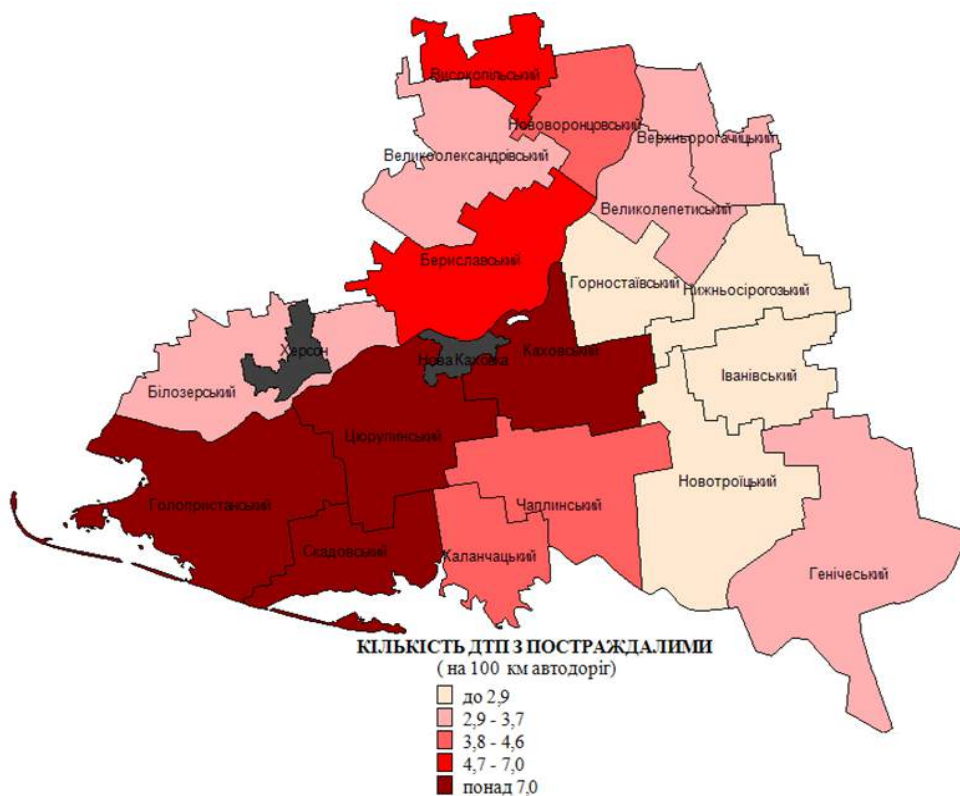 Високопільський
Нововоронцовський
Верхньорогачицький
Великоолександрівський
Великолепетиський
Бериславський
Горностаївський
Нижньосірогозький
Херсон
Нова Каховка
Каховський
Іванівський
Білозерський
Цюрупинський
Новотроїцький
Голопристанський
Чаплинський
Скадовський
Каланчацький
Генічеський
КІЛЬКІСТЬ ДТП З ПОСТРАЖДАЛИМИ
( на 100 км автодоріг)
до 2,9
2,9 - 3,7
3,8 - 4,6
4,7 - 7,0
понад 7,0